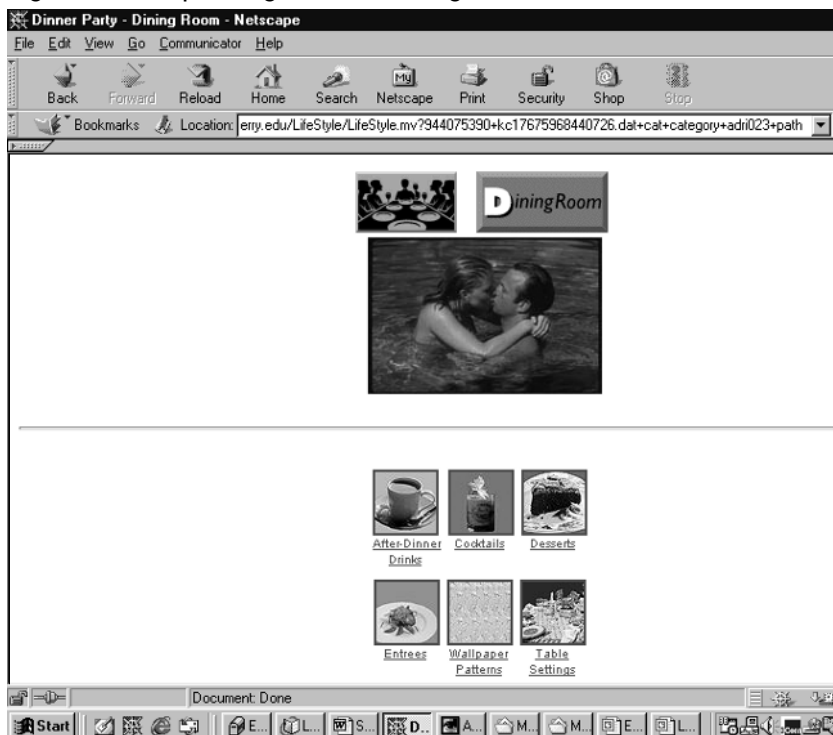 Dinner Party - Dining Room - Netscape
File Edit View Go Communicator Help
Back Forward Reload Home Search Netscape Print Security Shop Stop
Bookmarks Location: erry.edu/LifeStyle/LifeStyle.mv?944075390+kc17675968440726.dat+cat+category+adri023+path
Dining Room
After-Dinner Drinks
Cocktails
Desserts
Entrees
Wallpaper Patterns
Table Settings
Document: Done
Start E... L... S... D... A... M... M... E... L...